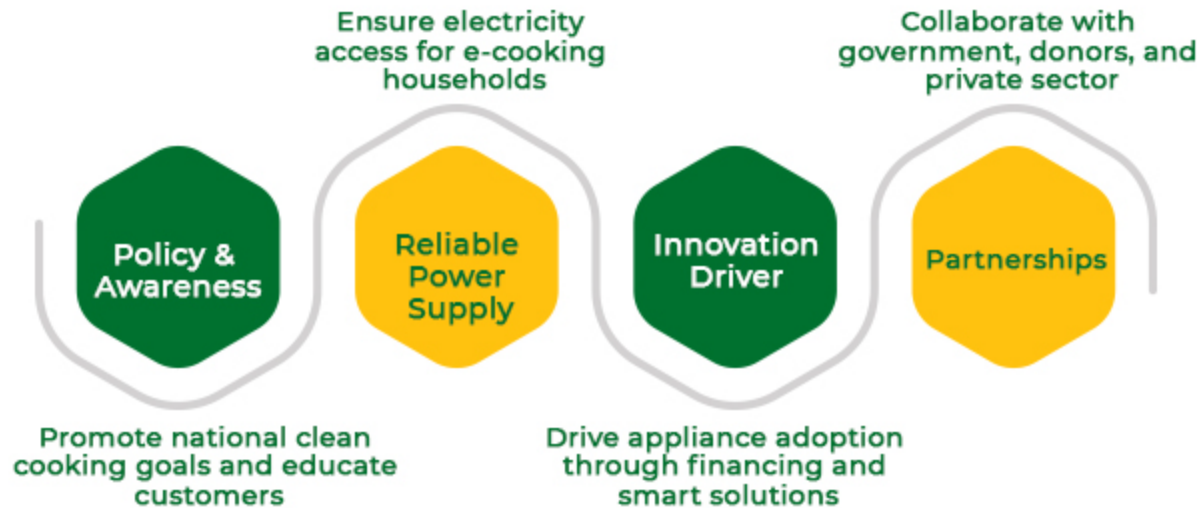 Policy &
Awareness
Promote national clean
cooking goals and educate
customers
Ensure electricity
access for e-cooking
households
Reliable
Power
Supply
Innovation
Driver
Drive appliance adoption
through financing and
smart solutions
Collaborate with
government, donors, and
private sector
Partnerships